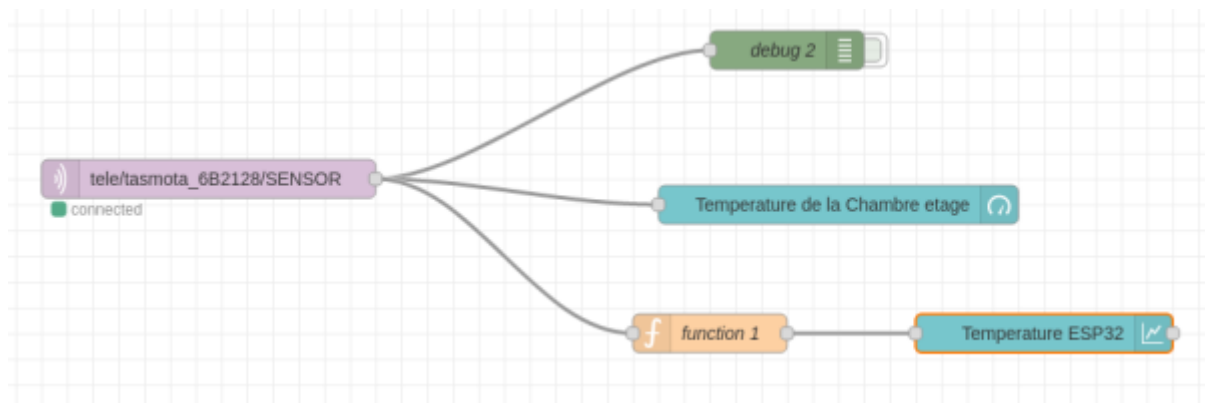 debug 2
tele/tasmota_6B2128/SENSOR
connected
Temperature de la Chambre etage
function 1
Temperature ESP32